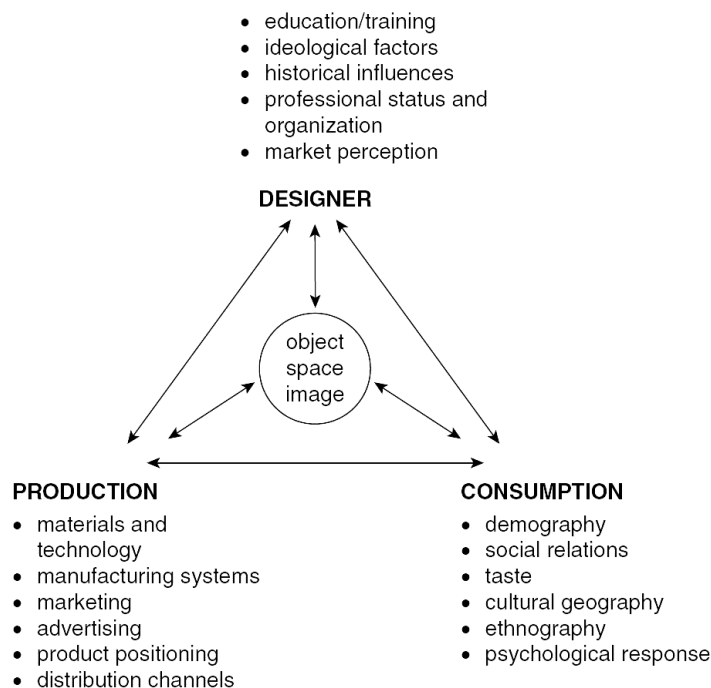 • education/training
• ideological factors
• historical influences
• professional status and
organization
• market perception
DESIGNER
object
space
image
PRODUCTION
• materials and
technology
• manufacturing systems
• marketing
• advertising
• product positioning
• distribution channels
CONSUMPTION
• demography
• social relations
• taste
• cultural geography
• ethnography
• psychological response